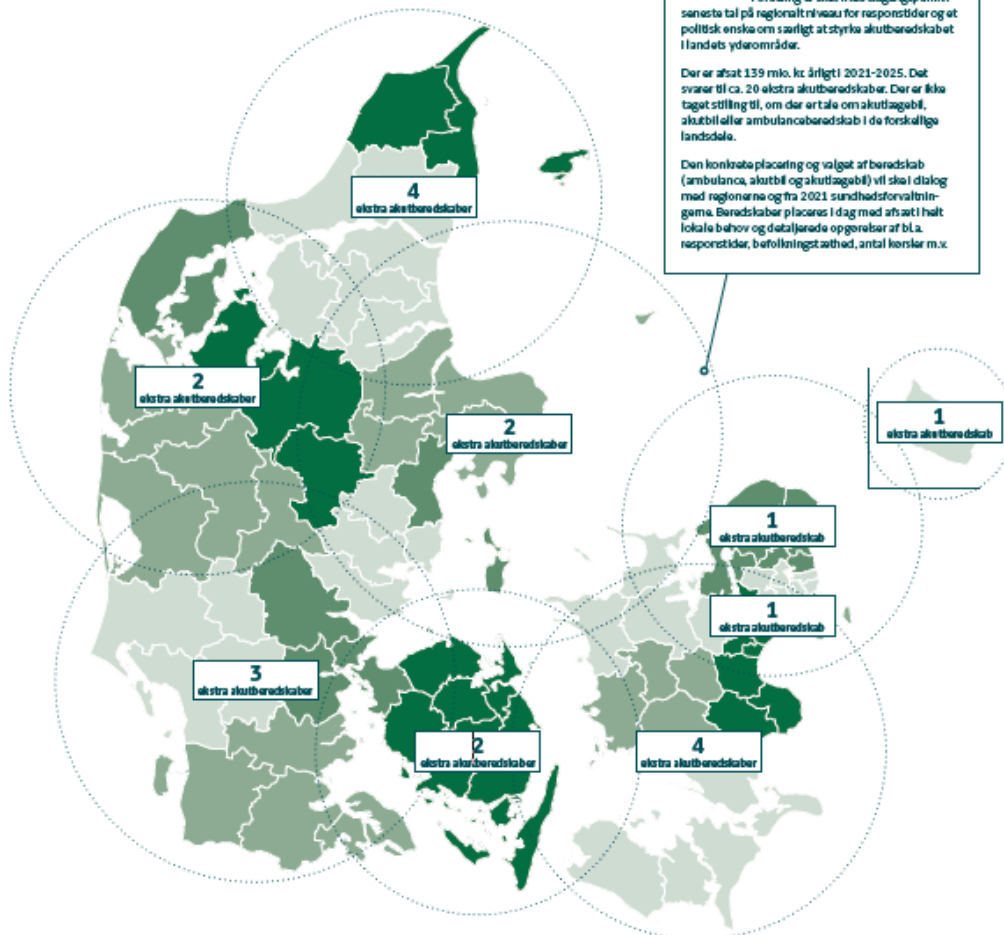 seneste tal på regionalt niveau for responstider og et
politisk ønske om særligt at styrke akutberedskabet
i landets yderområder.
Der er afsat 139 mio. kr. årligt i 2021-2025. Det
svarer til ca. 20 ekstra akutberedskaber. Der er ikke
taget stilling til, om der er tale om akutlægebil,
akutbil eller ambulanceberedskab i de forskellige
landsdele.
Den konkrete placering og valget af beredskab
(ambulance, akutbil og akutlægebil) vil ske i dialog
med regionerne og fra 2021 sundhedsforvaltnin-
gerne. Beredskaber placeres i dag med afsæt i helt
lokale behov og detaljerede opgørelser af bl.a.
responstider, befolkningstæthed, antal kørsler m.v.
4
ekstra akutberedskaber
2
ekstra akutberedskaber
2
ekstra akutberedskaber
1
ekstra akutberedskab
1
ekstra akutberedskab
1
ekstra akutberedskab
3
ekstra akutberedskaber
2
ekstra akutberedskaber
4
ekstra akutberedskaber